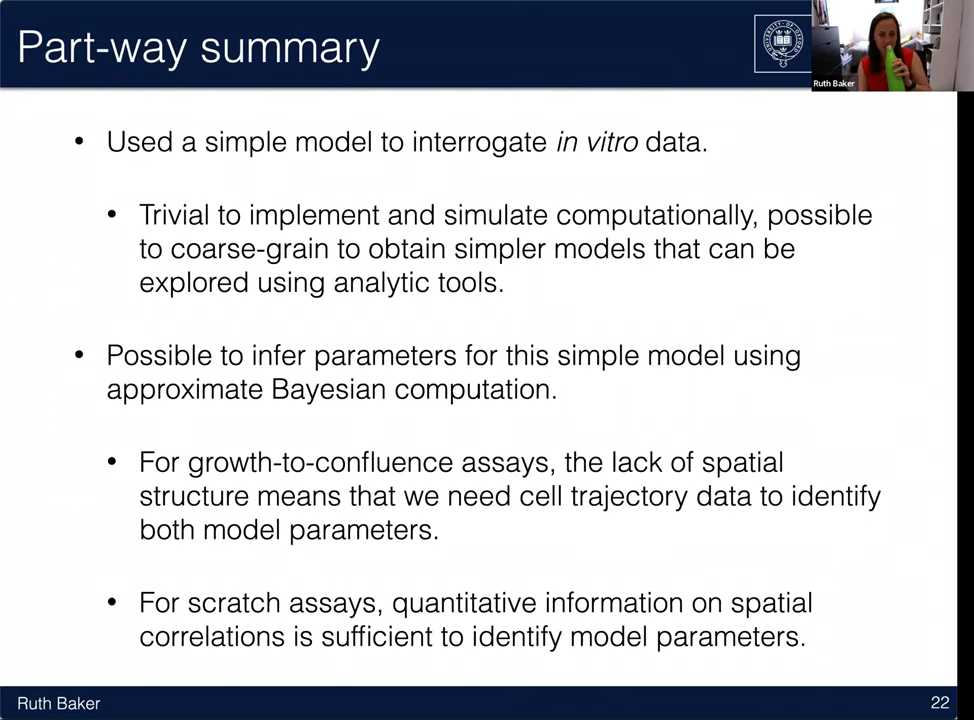 Part-way summary
Ruth Baker
• Used a simple model to interrogate in vitro data.
• Trivial to implement and simulate computationally, possible
to coarse-grain to obtain simpler models that can be
explored using analytic tools.
• Possible to infer parameters for this simple model using
approximate Bayesian computation.
• For growth-to-confluence assays, the lack of spatial
structure means that we need cell trajectory data to identify
both model parameters.
• For scratch assays, quantitative information on spatial
correlations is sufficient to identify model parameters.
Ruth Baker
22